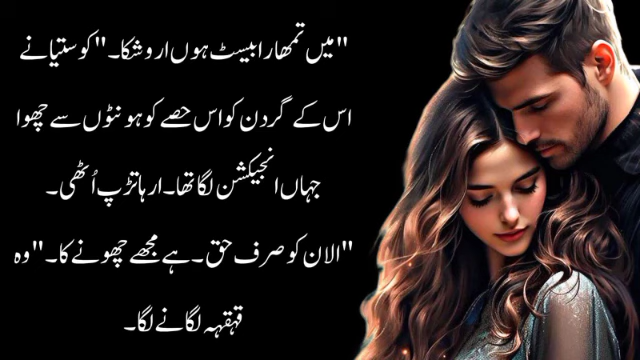 "میں تمھارا بیسٹ ہوں اروشکا۔" کوستیا نے
اس کے گردن کو اس حصے کو ہونٹوں سے چھوا
جہاں انجیکشن لگا تھا۔ ارہا تڑپ اُٹھی۔
"الان کو صرف حق۔ ہے مجھے چھونے کا۔" وہ
قہقہہ لگانے لگا۔